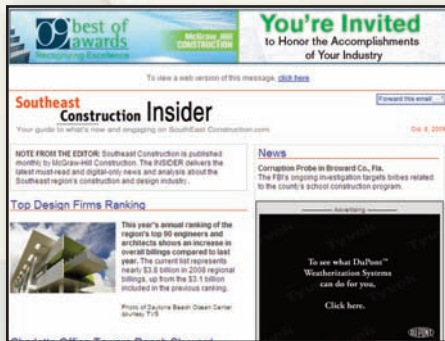 09 best of
awards
Recognizing Excellence
McGraw Hill
CONSTRUCTION
You're Invited
to Honor the Accomplishments
of Your Industry
To view a web version of this message, click here
Southeast
Construction Insider
Forward this email
Your guide to what's now and engaging on SouthEast Construction.com
NOTE FROM THE EDITOR: Southeast Construction is published
monthly by McGraw-Hill Construction. The INSIDER delivers the
latest must-read and digital-only news and analysis about the
Southeast region's construction and design industry.
News
Corruption Probe in Broward Co., Fla.
The FBI's ongoing investigation targets bribes related
to the county's school construction program.
Top Design Firms Ranking
This year's annual ranking of the
region's top 90 engineers and
architects shows an increase in
overall billings compared to last
year. The current list represents
nearly $3.8 billion in 2008 regional
billings, up from the $3.1 billion
included in the previous ranking.
Photo of Daytona Beach Ocean Center
courtesy TVS
Advertising
To see what DuPont™
Weatherization Systems
can do for you,
Click here.
DUPONT